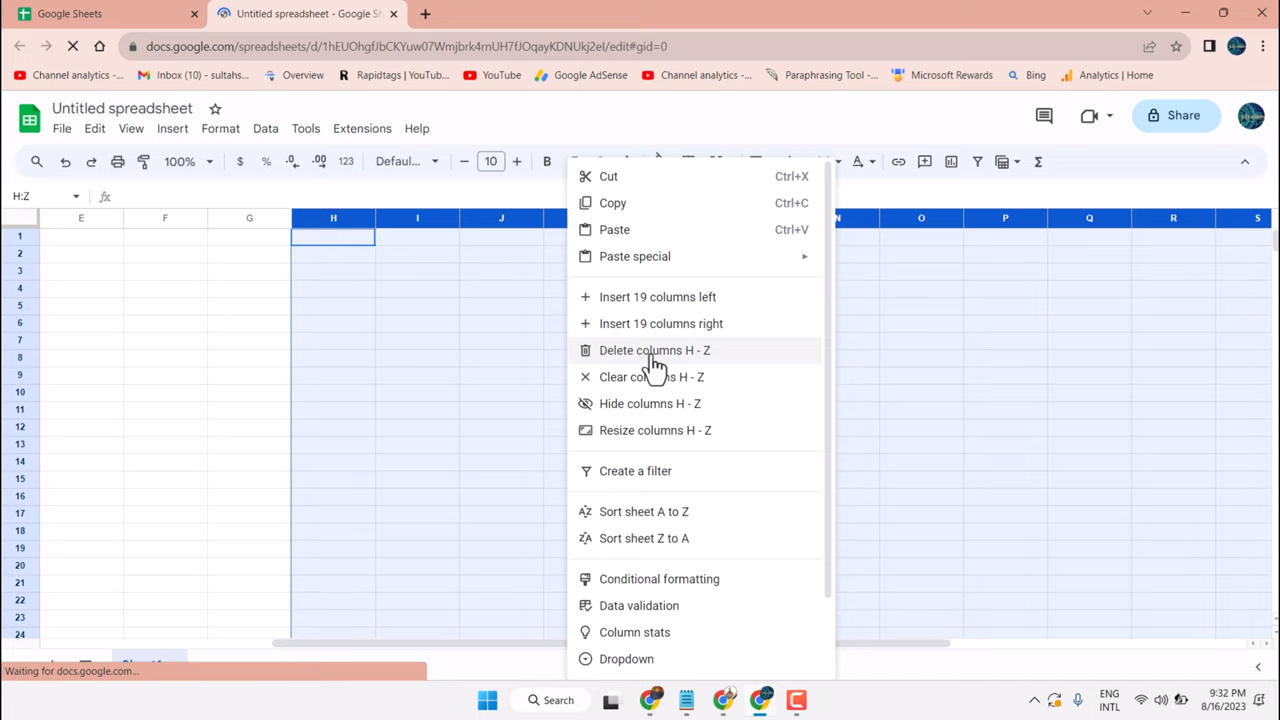 Google Sheets
Untitled spreadsheet - Google Sh
docs.google.com/spreadsheets/d/1hEUOhgfJbCKYuw07Wmjbrk4rnUH7fJOqayKDNUkj2eI/edit#gid=0
Channel analytics - Inbox (10) - sultahs... Overview Rapidtags | YouTube... YouTube Google AdSense Channel analytics - Paraphrasing Tool -... Microsoft Rewards Bing Analytics | Home
Untitled spreadsheet
Share
File Edit View Insert Format Data Tools Extensions Help
100% $ % .0 .00 123 Defaul... 10 B A Σ
H:Z fx
E F G H I J N O P Q R S
1
2
3
4
5
6
7
8
9
10
11
12
13
14
15
16
17
18
19
20
21
22
23
24
Cut Ctrl+X
Copy Ctrl+C
Paste Ctrl+V
Paste special
Insert 19 columns left
Insert 19 columns right
Delete columns H - Z
Clear columns H - Z
Hide columns H - Z
Resize columns H - Z
Create a filter
Sort sheet A to Z
Sort sheet Z to A
Conditional formatting
Data validation
Column stats
Dropdown
Waiting for docs.google.com...
Search
ENG
INTL
9:32 PM
8/16/2023